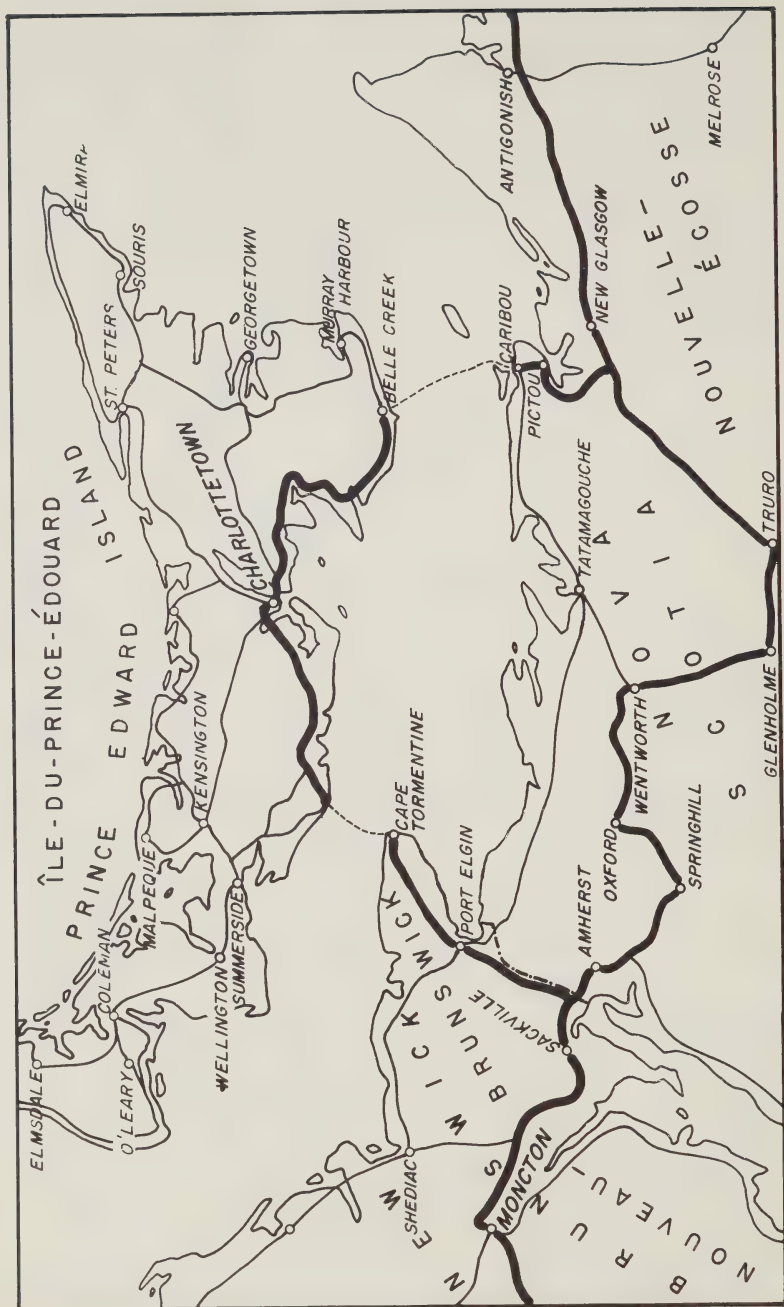 ÎLE-DU-PRINCE-ÉDOUARD
PRINCE EDWARD ISLAND
ELMSDALE
O'LEARY
COLEMAN
MALPEQUE
WELLINGTON
SUMMERSIDE
KENSINGTON
CHARLOTTETOWN
ST. PETERS
ELMIRA
SOURIS
GEORGETOWN
MURRAY
HARBOUR
BELLE CREEK
CAPE
TORMENTINE
PORT ELGIN
SHEDIAC
NEW BRUNSWICK
NOUVEAU-
BRUNSWICK
MONCTON
SACKVILLE
AMHERST
SPRINGHILL
OXFORD
WENTWORTH
GLENHOLME
TRURO
TATAMAGOUCHE
NOVA
SCOTIA
NOUVELLE-
ÉCOSSE
PICTOU
CARIBOU
NEW GLASGOW
ANTIGONISH
MELROSE